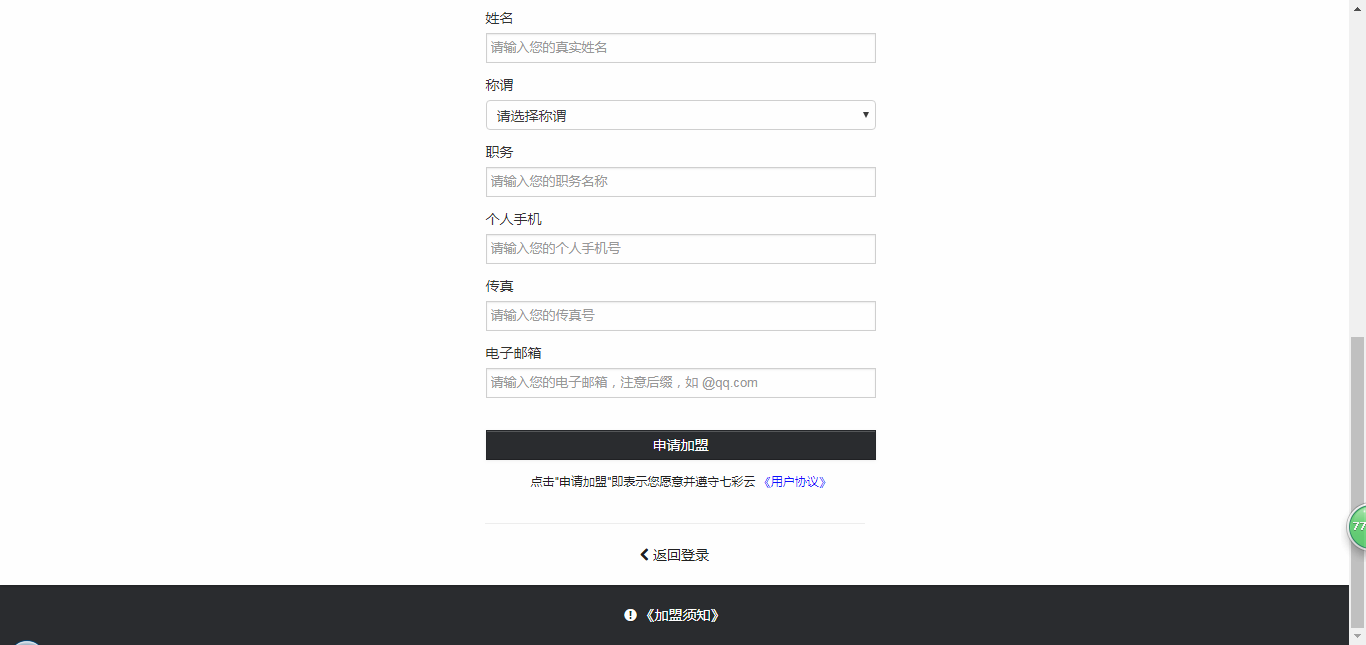 姓名
请输入您的真实姓名
称谓
请选择称谓
职务
请输入您的职务名称
个人手机
请输入您的个人手机号
传真
请输入您的传真号
电子邮箱
请输入您的电子邮箱，注意后缀，如 @qq.com
申请加盟
点击"申请加盟"即表示您愿意并遵守七彩云 《用户协议》
返回登录
77
《加盟须知》